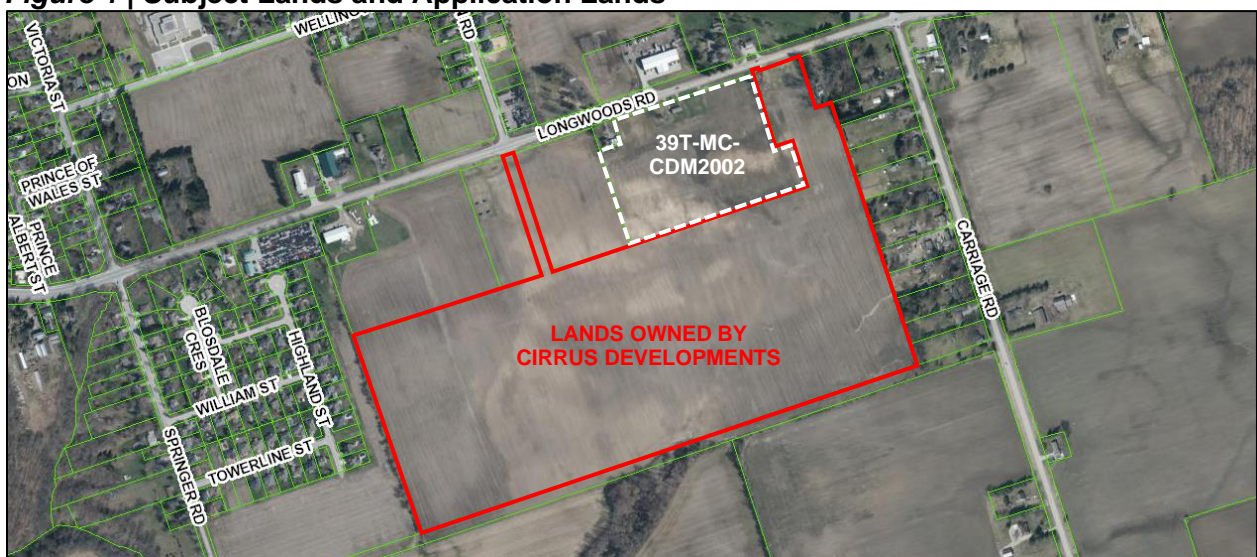 Figure 1 | Subject Lands and Application Lands
WELLING
RD
VICTORIA ST
ON
LONGWOODS RD
39T-MC-
CDM2002
PRINCE OF
WALES ST
PRINCE
ALBERT ST
CARRIAGE RD
BLOSDALE
CRES
HIGHLAND ST
LANDS OWNED BY
CIRRUS DEVELOPMENTS
WILLIAM ST
TOWERLINE ST
SPRINGER RD